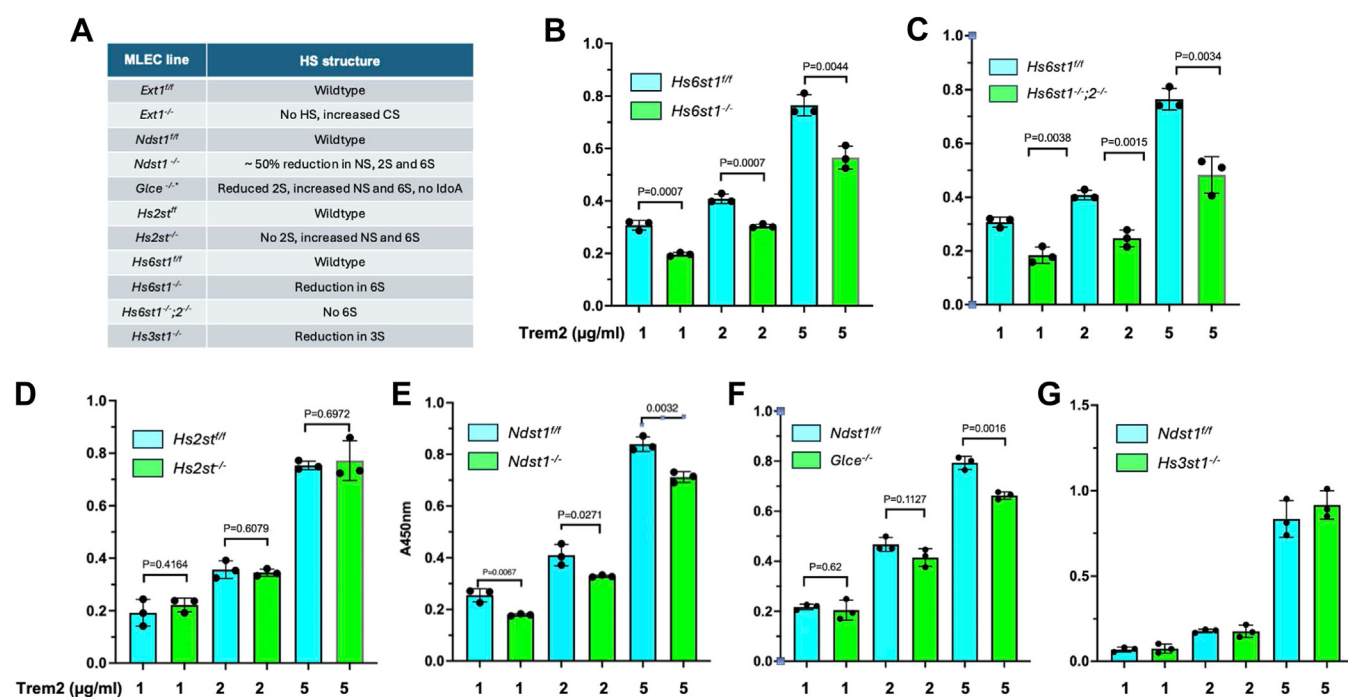 A
MLEC line HS structure
Ext1f/f Wildtype
Ext1-/- No HS, increased CS
Ndst1f/f Wildtype
Ndst1 -/- ~ 50% reduction in NS, 2S and 6S
Glce -/-* Reduced 2S, increased NS and 6S, no IdoA
Hs2stff Wildtype
Hs2st-/- No 2S, increased NS and 6S
Hs6st1f/f Wildtype
Hs6st1-/- Reduction in 6S
Hs6st1-/-;2-/- No 6S
Hs3st1-/- Reduction in 3S
B
1.0
0.8
0.6
0.4
0.2
0.0
Hs6st1f/f
Hs6st1-/-
P=0.0007
P=0.0007
P=0.0044
Trem2 (µg/ml) 1 1 2 2 5 5
C
1.0
0.8
0.6
0.4
0.2
0.0
Hs6st1f/f
Hs6st1-/-;2-/-
P=0.0038
P=0.0015
P=0.0034
1 1 2 2 5 5
D
1.0
0.8
0.6
0.4
0.2
0.0
Hs2stf/f
Hs2st-/-
P=0.4164
P=0.6079
P=0.6972
Trem2 (µg/ml) 1 1 2 2 5 5
E
A450nm
1.0
0.8
0.6
0.4
0.2
0.0
Ndst1f/f
Ndst1-/-
P=0.0067
P=0.0271
0.0032
1 1 2 2 5 5
F
1.0
0.8
0.6
0.4
0.2
0.0
Ndst1f/f
Glce-/-
P=0.62
P=0.1127
P=0.0016
1 1 2 2 5 5
G
1.5
1.0
0.5
0.0
Ndst1f/f
Hs3st1-/-
1 1 2 2 5 5